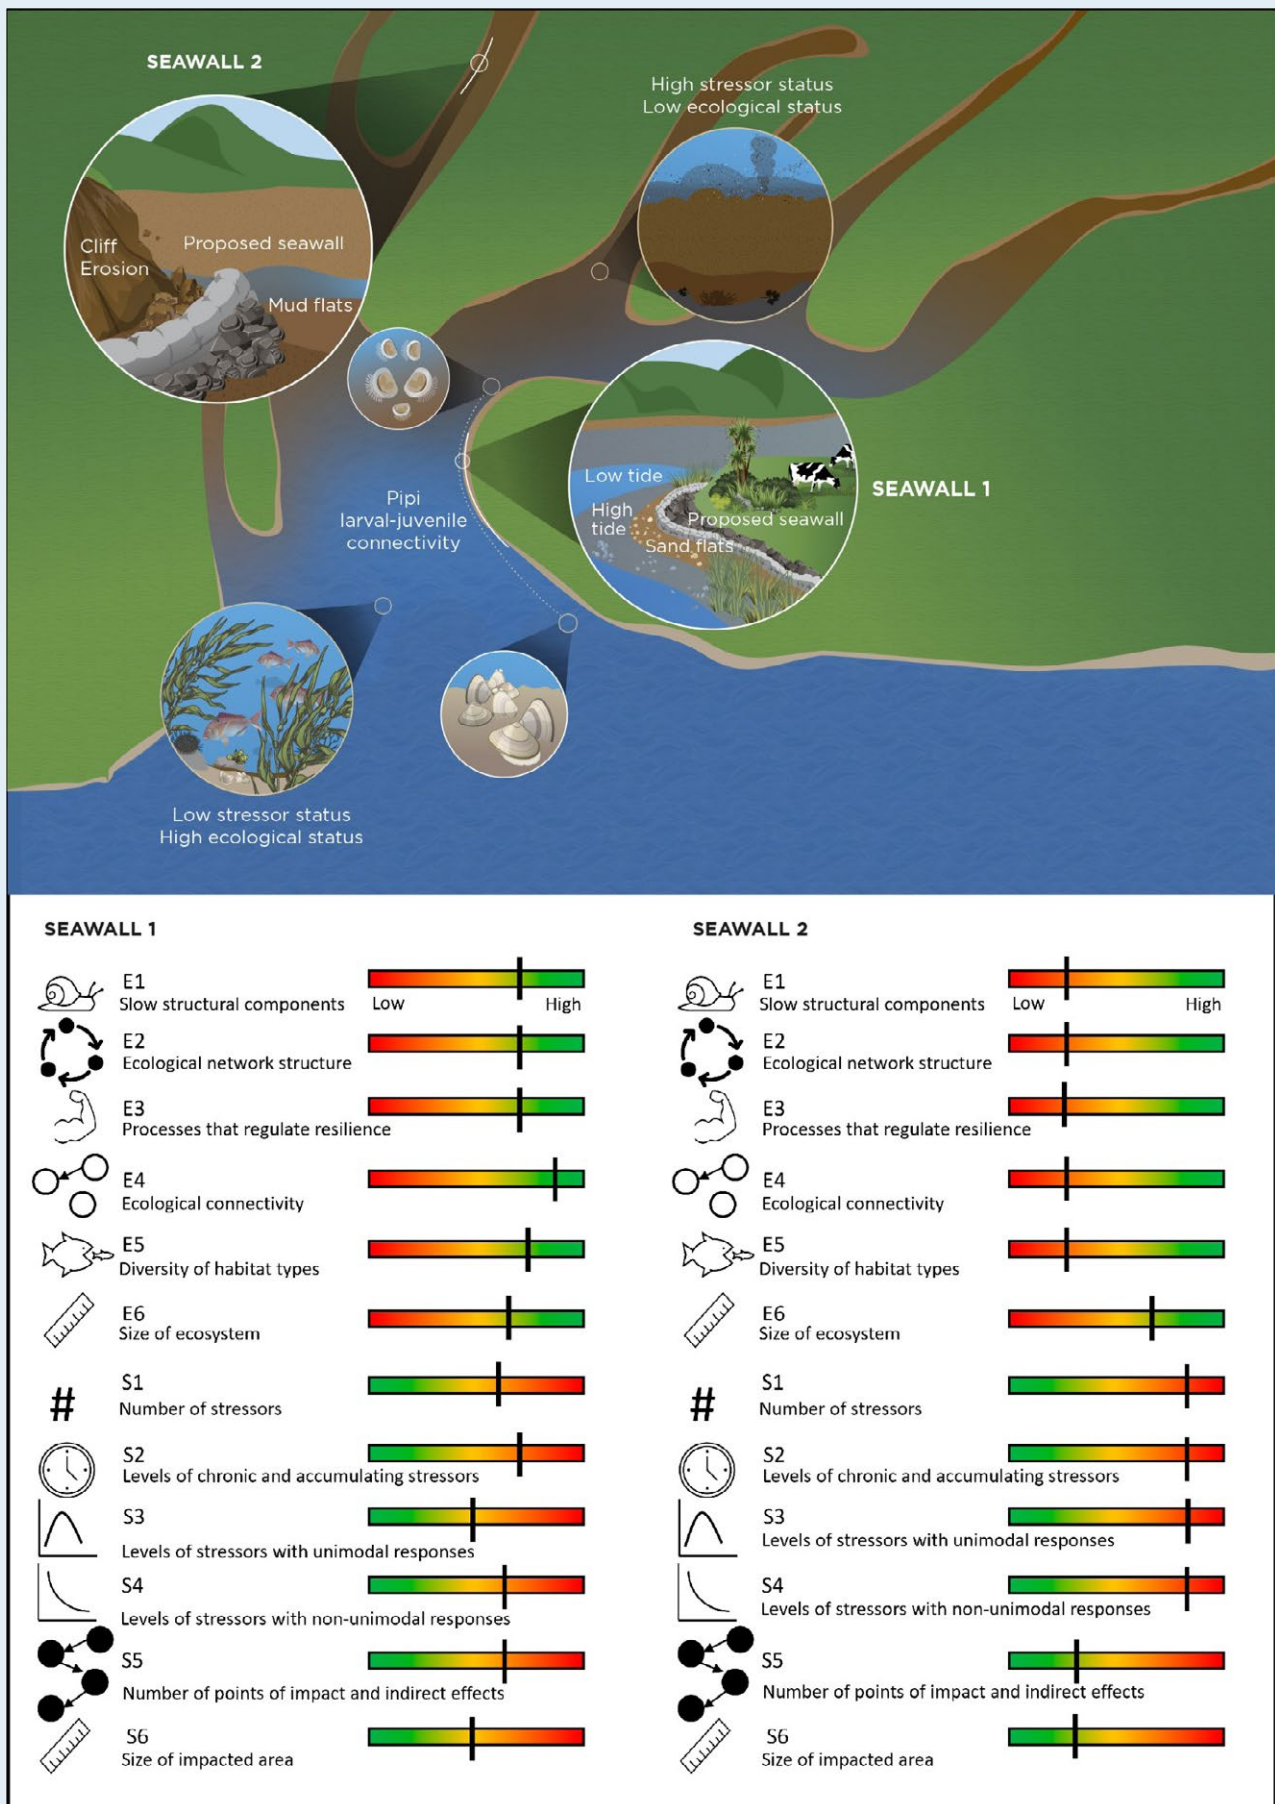 SEAWALL 2
High stressor status
Low ecological status
Cliff
Erosion
Proposed seawall
Mud flats
Low tide
High
tide
Proposed seawall
Sand flats
SEAWALL 1
Pipi
larval-juvenile
connectivity
Low stressor status
High ecological status
SEAWALL 1
E1
Slow structural components
Low High
E2
Ecological network structure
E3
Processes that regulate resilience
E4
Ecological connectivity
E5
Diversity of habitat types
E6
Size of ecosystem
#
S1
Number of stressors
S2
Levels of chronic and accumulating stressors
S3
Levels of stressors with unimodal responses
S4
Levels of stressors with non-unimodal responses
S5
Number of points of impact and indirect effects
S6
Size of impacted area
SEAWALL 2
E1
Slow structural components
Low High
E2
Ecological network structure
E3
Processes that regulate resilience
E4
Ecological connectivity
E5
Diversity of habitat types
E6
Size of ecosystem
#
S1
Number of stressors
S2
Levels of chronic and accumulating stressors
S3
Levels of stressors with unimodal responses
S4
Levels of stressors with non-unimodal responses
S5
Number of points of impact and indirect effects
S6
Size of impacted area